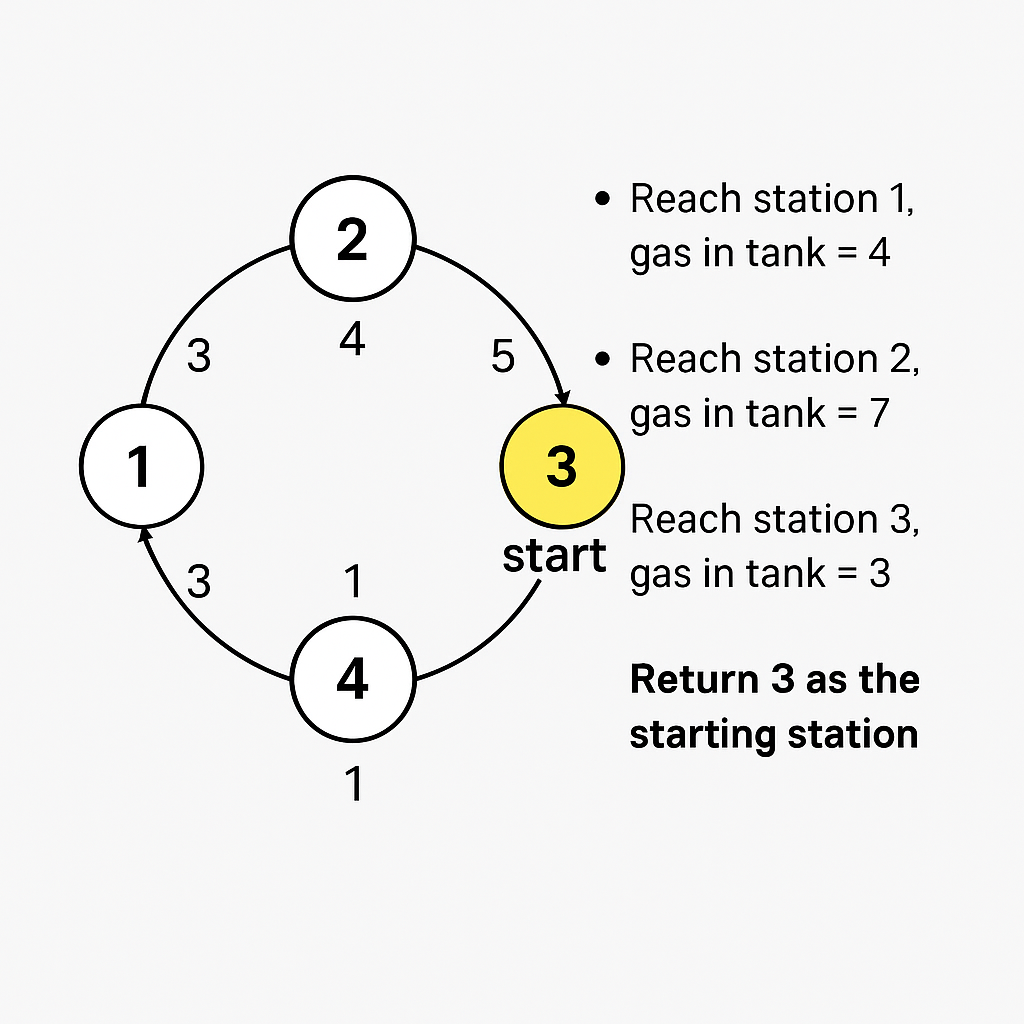 2
3
4
5
1
3
start
3
1
4
1
• Reach station 1,
gas in tank = 4
• Reach station 2,
gas in tank = 7
Reach station 3,
gas in tank = 3
Return 3 as the
starting station